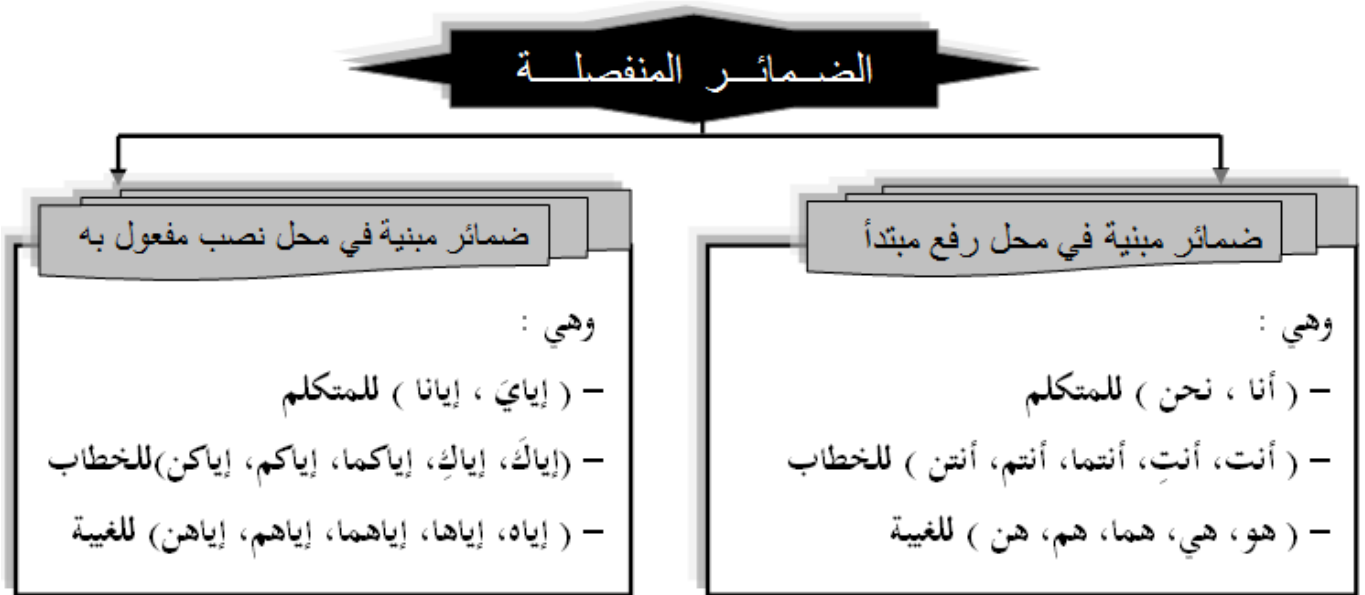 الضمائر المنفصلة
ضمائر مبنية في محل رفع مبتدأ
وهي :
– ( أنا ، نحن ) للمتكلم
– ( أنت، أنتِ، أنتما، أنتم، أنتن ) للخطاب
– ( هو، هي، هما، هم، هن ) للغيبة
ضمائر مبنية في محل نصب مفعول به
وهي :
– ( إيايَ ، إيانا ) للمتكلم
– (إياكَ، إياكِ، إياكما، إياكم، إياكن)للخطاب
– ( إياه، إياها، إياهما، إياهم، إياهن) للغيبة